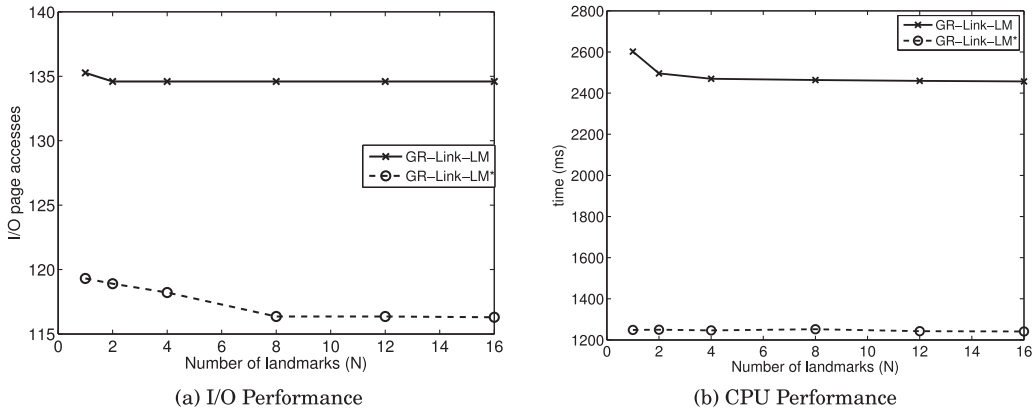 140
135
130
125
120
115
I/O page accesses
GR–Link–LM
GR–Link–LM*
0 2 4 6 8 10 12 14 16
Number of landmarks (N)
(a) I/O Performance
2800
2600
2400
2200
2000
1800
1600
1400
1200
time (ms)
GR–Link–LM
GR–Link–LM*
0 2 4 6 8 10 12 14 16
Number of landmarks (N)
(b) CPU Performance